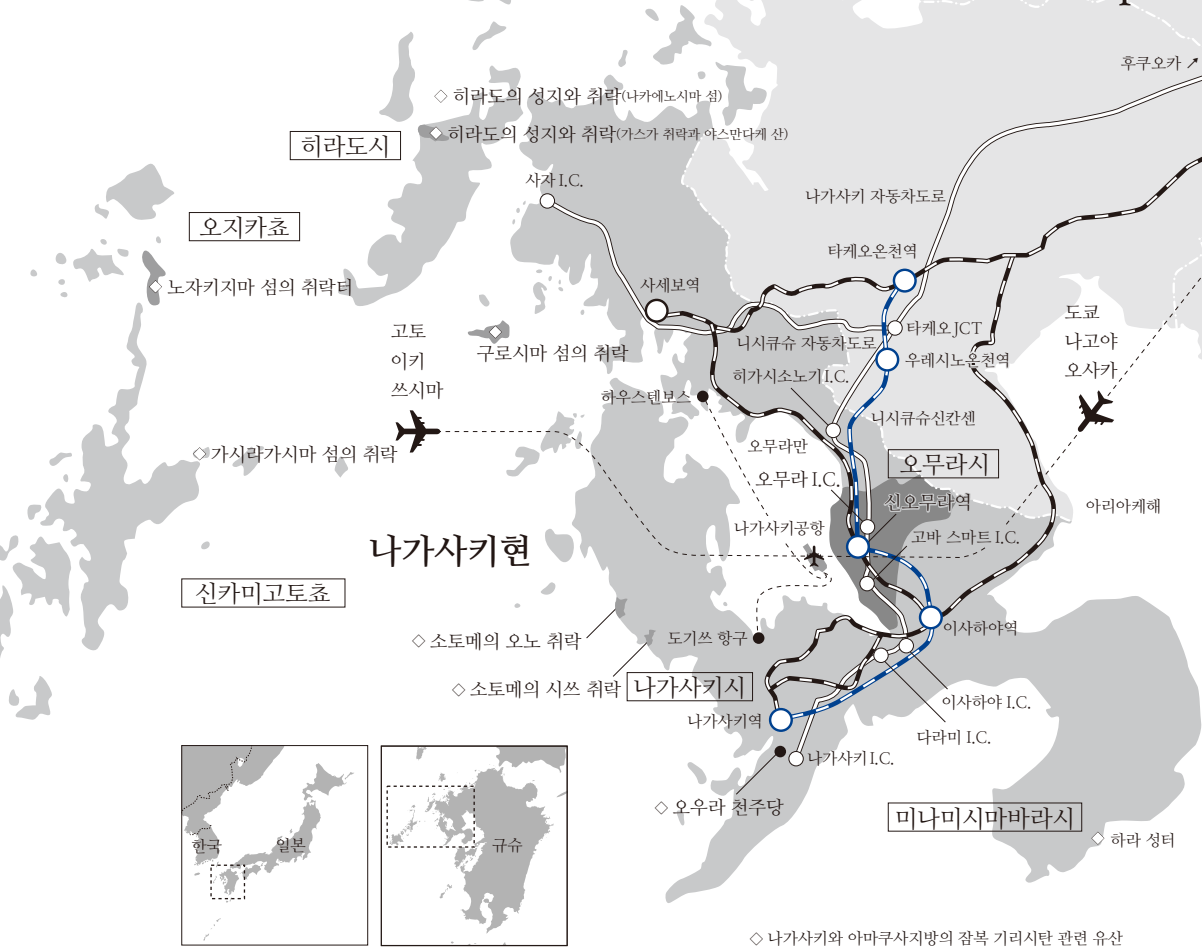 후쿠오카 ↗
◇ 히라도의 성지와 취락(나카에노시마 섬)
◇ 히라도의 성지와 취락(가스가 취락과 야스만다케 산)
히라도시
사자 I.C.
나가사키 자동차도로
오지카쵸
타케오온천역
노자키지마 섬의 취락터
사세보역
고토
이키
쓰시마
도쿄
나고야
오사카
타케오 JCT
니시큐슈 자동차도로
구로시마 섬의 취락
우레시노온천역
히가시소노기 I.C.
하우스텐보스
니시큐슈신칸센
오무라만
◇ 가시라가시마 섬의 취락
오무라시
오무라 I.C.
신오무라역
아리아케해
나가사키공항
고바 스마트 I.C.
나가사키현
신카미고토쵸
◇ 소토메의 오노 취락
도기쓰 항구
이사하야역
◇ 소토메의 시쓰 취락
나가사키시
이사하야 I.C.
나가사키역
다라미 I.C.
나가사키 I.C.
◇ 오우라 천주당
미나미시마바라시
◇ 하라 성터
한국
일본
규슈
◇ 나가사키와 아마쿠사지방의 잠복 기리시탄 관련 유산